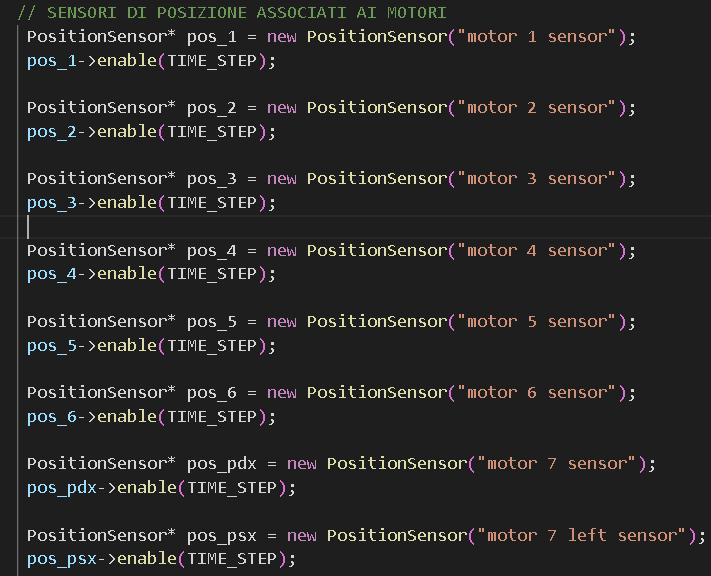 // SENSORI DI POSIZIONE ASSOCIATI AI MOTORI
PositionSensor* pos_1 = new PositionSensor("motor 1 sensor");
pos_1->enable(TIME_STEP);
PositionSensor* pos_2 = new PositionSensor("motor 2 sensor");
pos_2->enable(TIME_STEP);
PositionSensor* pos_3 = new PositionSensor("motor 3 sensor");
pos_3->enable(TIME_STEP);
PositionSensor* pos_4 = new PositionSensor("motor 4 sensor");
pos_4->enable(TIME_STEP);
PositionSensor* pos_5 = new PositionSensor("motor 5 sensor");
pos_5->enable(TIME_STEP);
PositionSensor* pos_6 = new PositionSensor("motor 6 sensor");
pos_6->enable(TIME_STEP);
PositionSensor* pos_pdx = new PositionSensor("motor 7 sensor");
pos_pdx->enable(TIME_STEP);
PositionSensor* pos_psx = new PositionSensor("motor 7 left sensor");
pos_psx->enable(TIME_STEP);